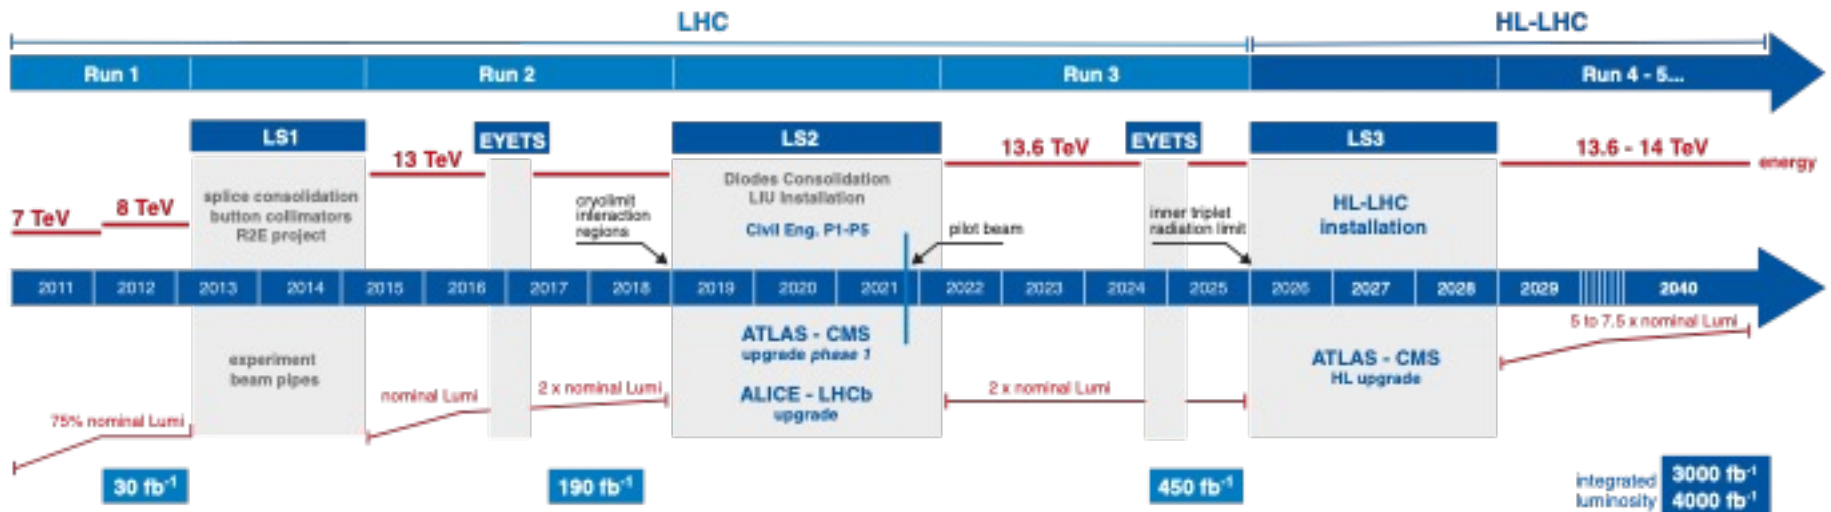 LHC
HL-LHC
Run 1
Run 2
Run 3
Run 4 - 5...
LS1
EYETS
LS2
EYETS
LS3
13 TeV
13.6 TeV
13.6 - 14 TeV
energy
7 TeV
8 TeV
splice consolidation
button collimators
R2E project
cryolimit
interaction
regions
Diodes Consolidation
LIU Installation
Civil Eng. P1-P5
pilot beam
inner triplet
radiation limit
HL-LHC
installation
2011
2012
2013
2014
2015
2016
2017
2018
2019
2020
2021
2022
2023
2024
2025
2026
2027
2028
2029
2040
5 to 7.5 x nominal Lumi
experiment
beam pipes
ATLAS - CMS
upgrade phase 1
ALICE - LHCb
upgrade
ATLAS - CMS
HL upgrade
75% nominal Lumi
nominal Lumi
2 x nominal Lumi
2 x nominal Lumi
30 fb⁻¹
190 fb⁻¹
450 fb⁻¹
integrated
luminosity
3000 fb⁻¹
4000 fb⁻¹